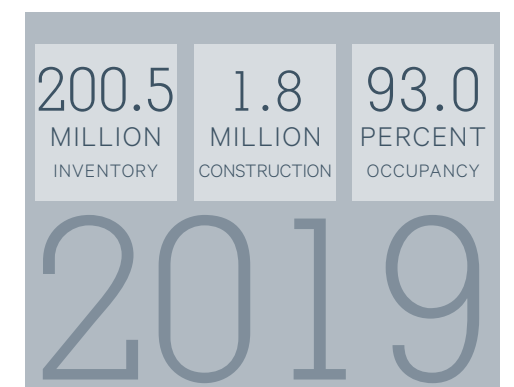 200.5
MILLION
INVENTORY
1.8
MILLION
CONSTRUCTION
93.0
PERCENT
OCCUPANCY
2019